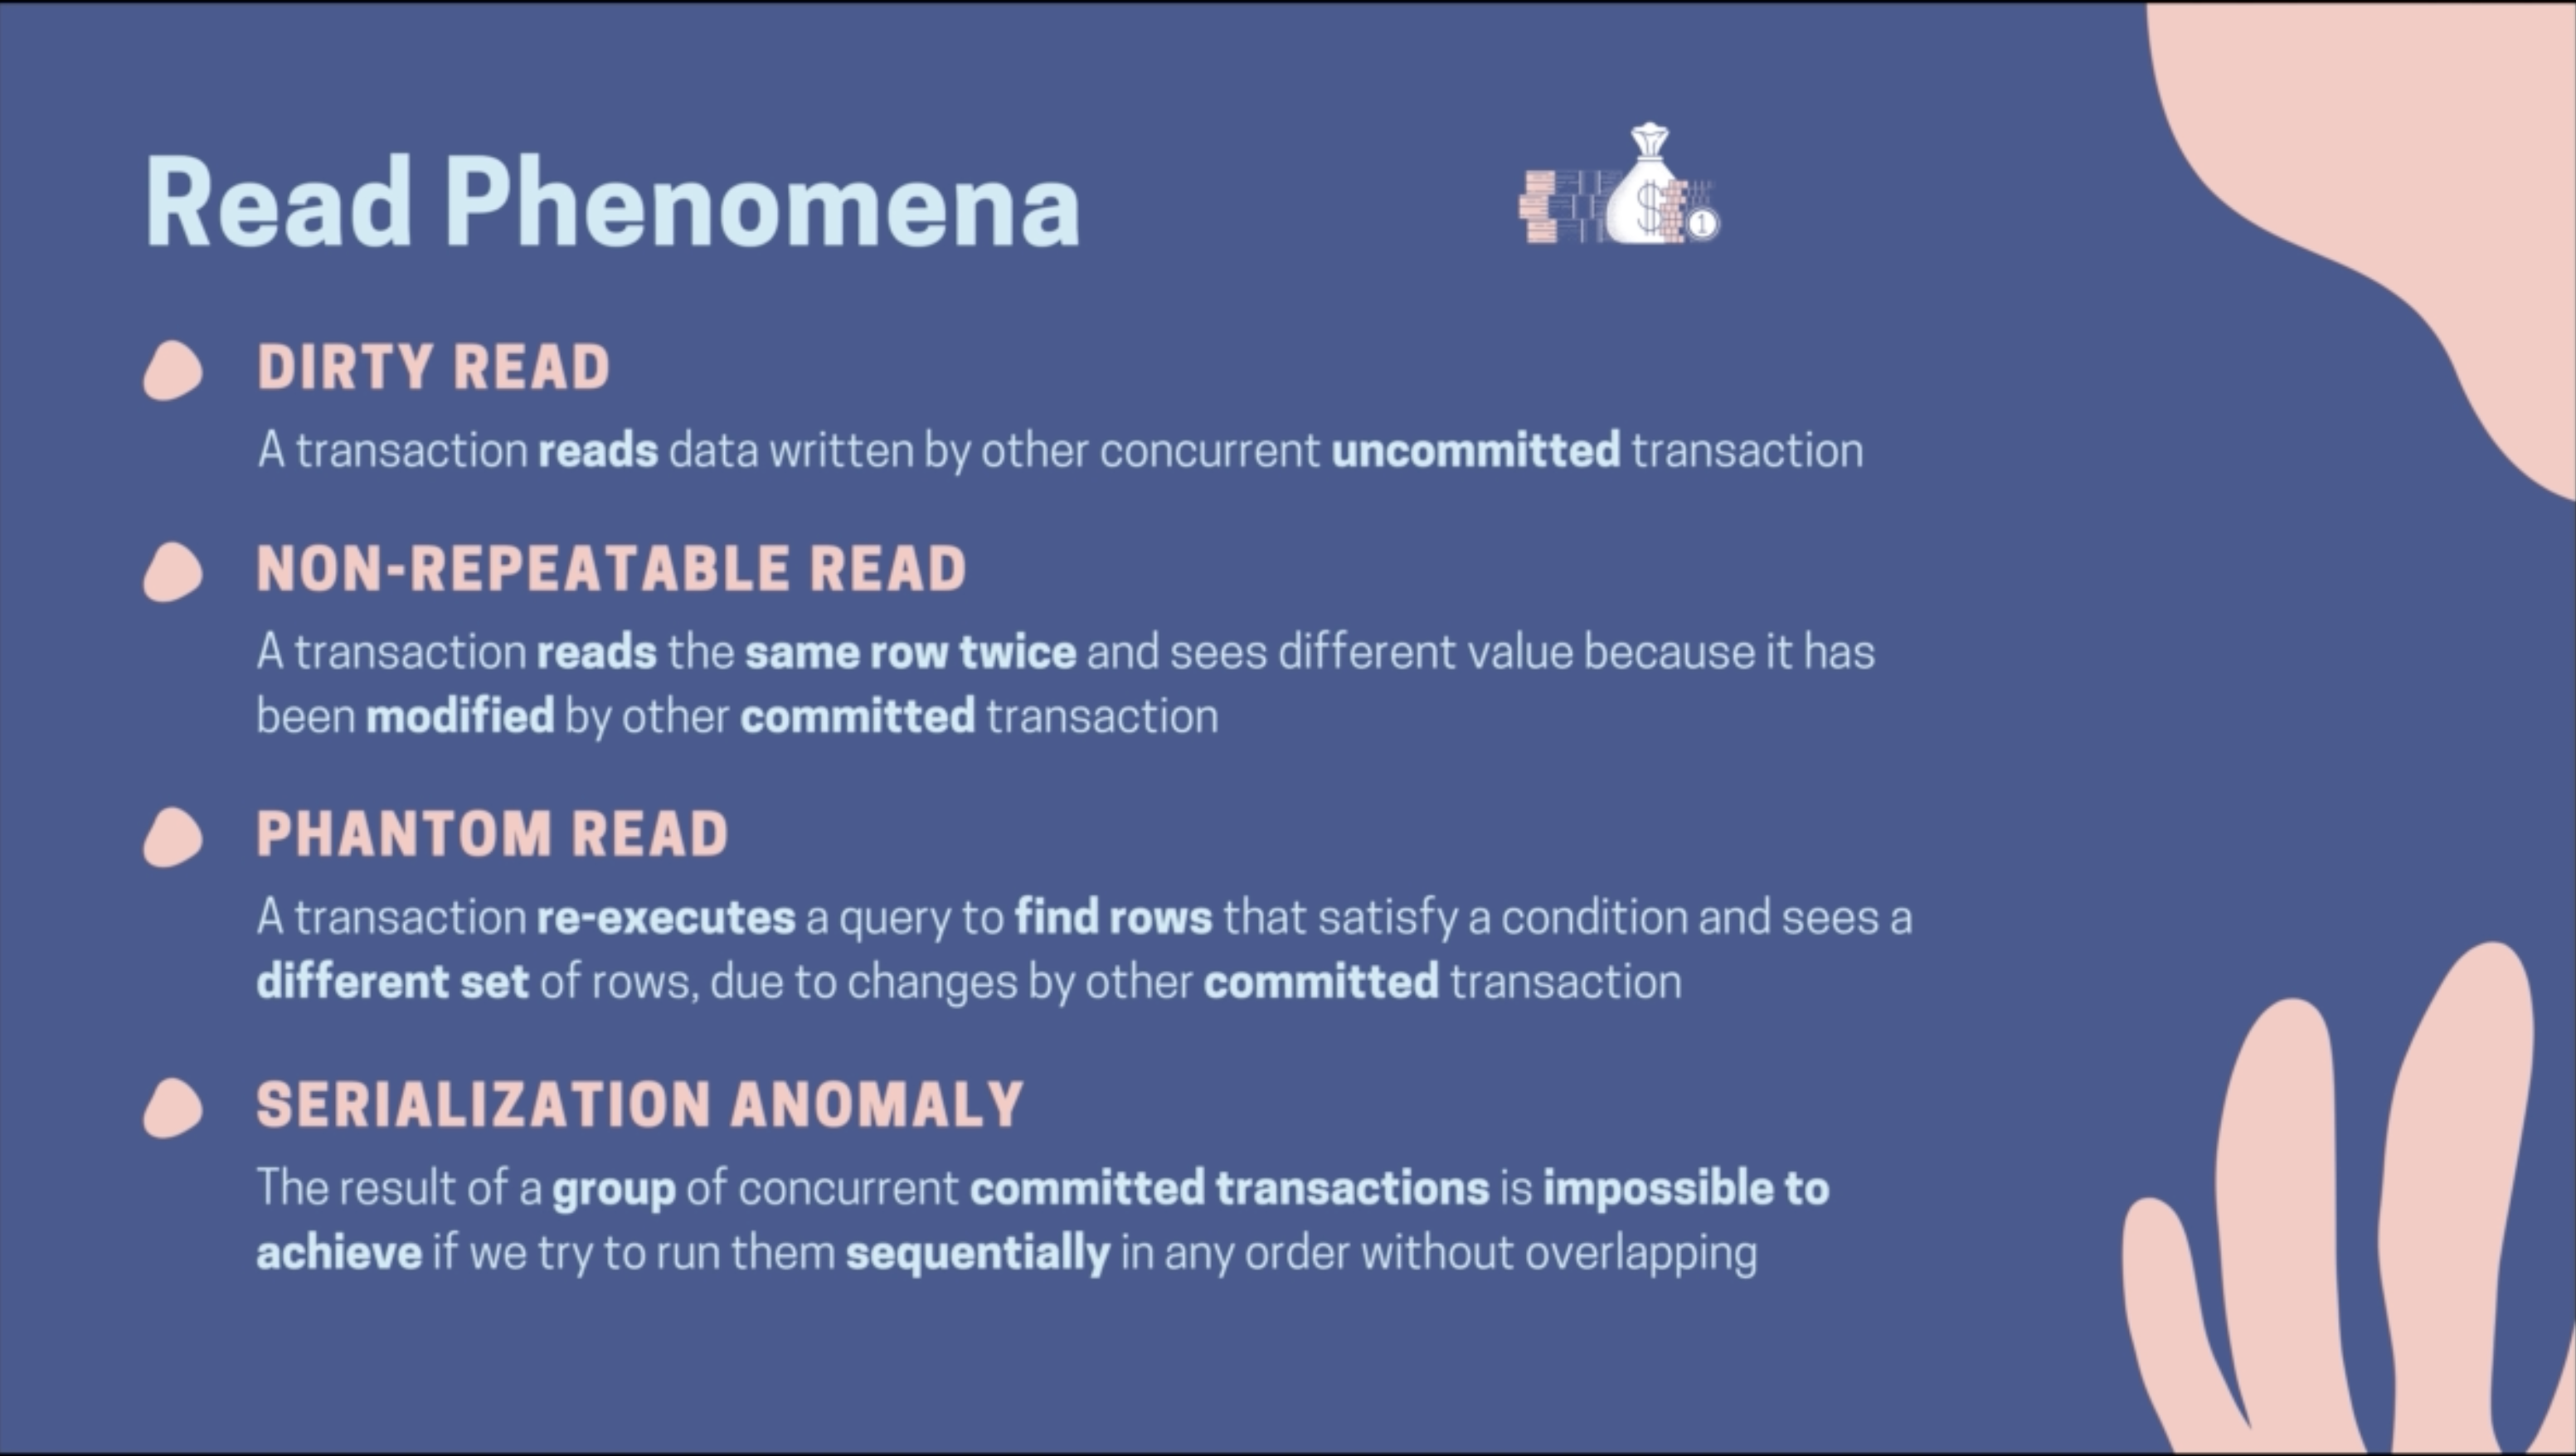 Read Phenomena
$
1
DIRTY READ
A transaction reads data written by other concurrent uncommitted transaction
NON-REPEATABLE READ
A transaction reads the same row twice and sees different value because it has
been modified by other committed transaction
PHANTOM READ
A transaction re-executes a query to find rows that satisfy a condition and sees a
different set of rows, due to changes by other committed transaction
SERIALIZATION ANOMALY
The result of a group of concurrent committed transactions is impossible to
achieve if we try to run them sequentially in any order without overlapping